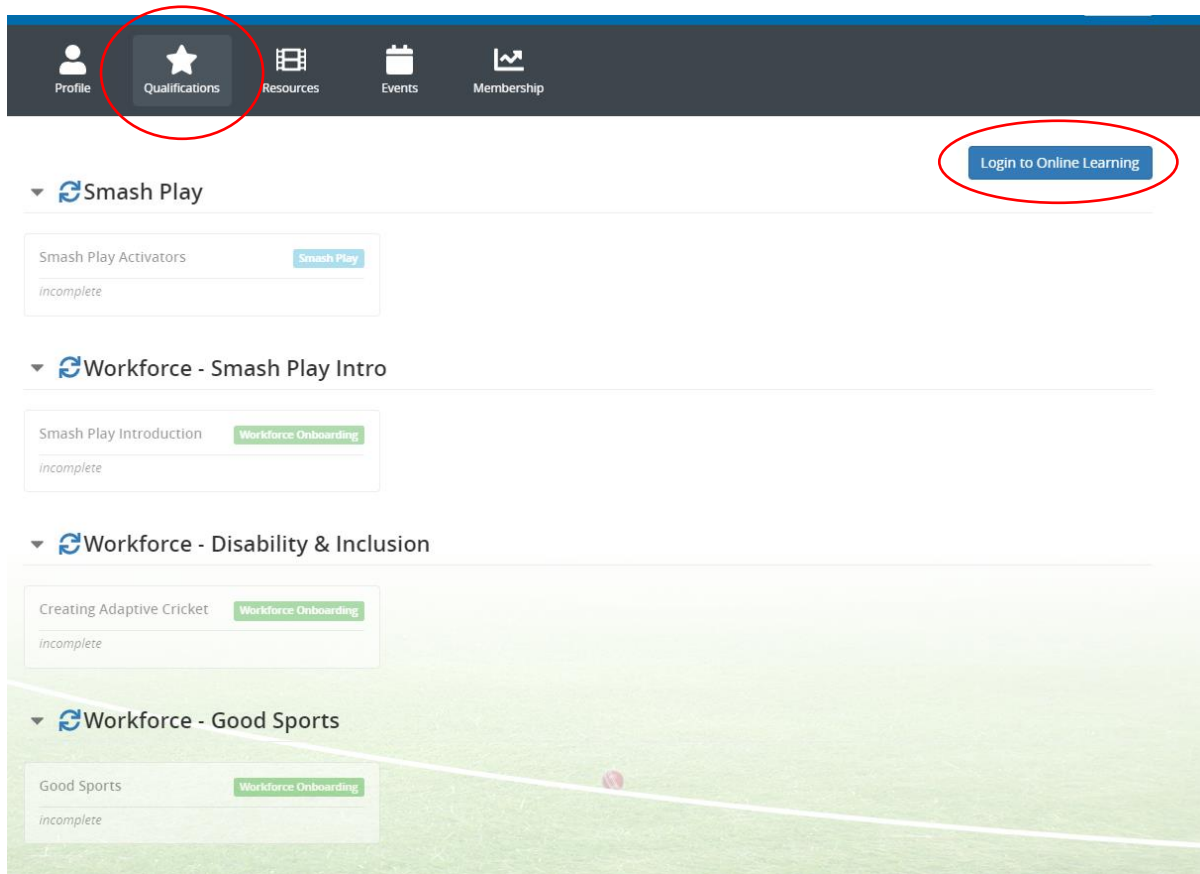 Profile
Qualifications
Resources
Events
Membership
Login to Online Learning
Smash Play
Smash Play Activators
Smash Play
incomplete
Workforce - Smash Play Intro
Smash Play Introduction
Workforce Onboarding
incomplete
Workforce - Disability & Inclusion
Creating Adaptive Cricket
Workforce Onboarding
incomplete
Workforce - Good Sports
Good Sports
Workforce Onboarding
incomplete